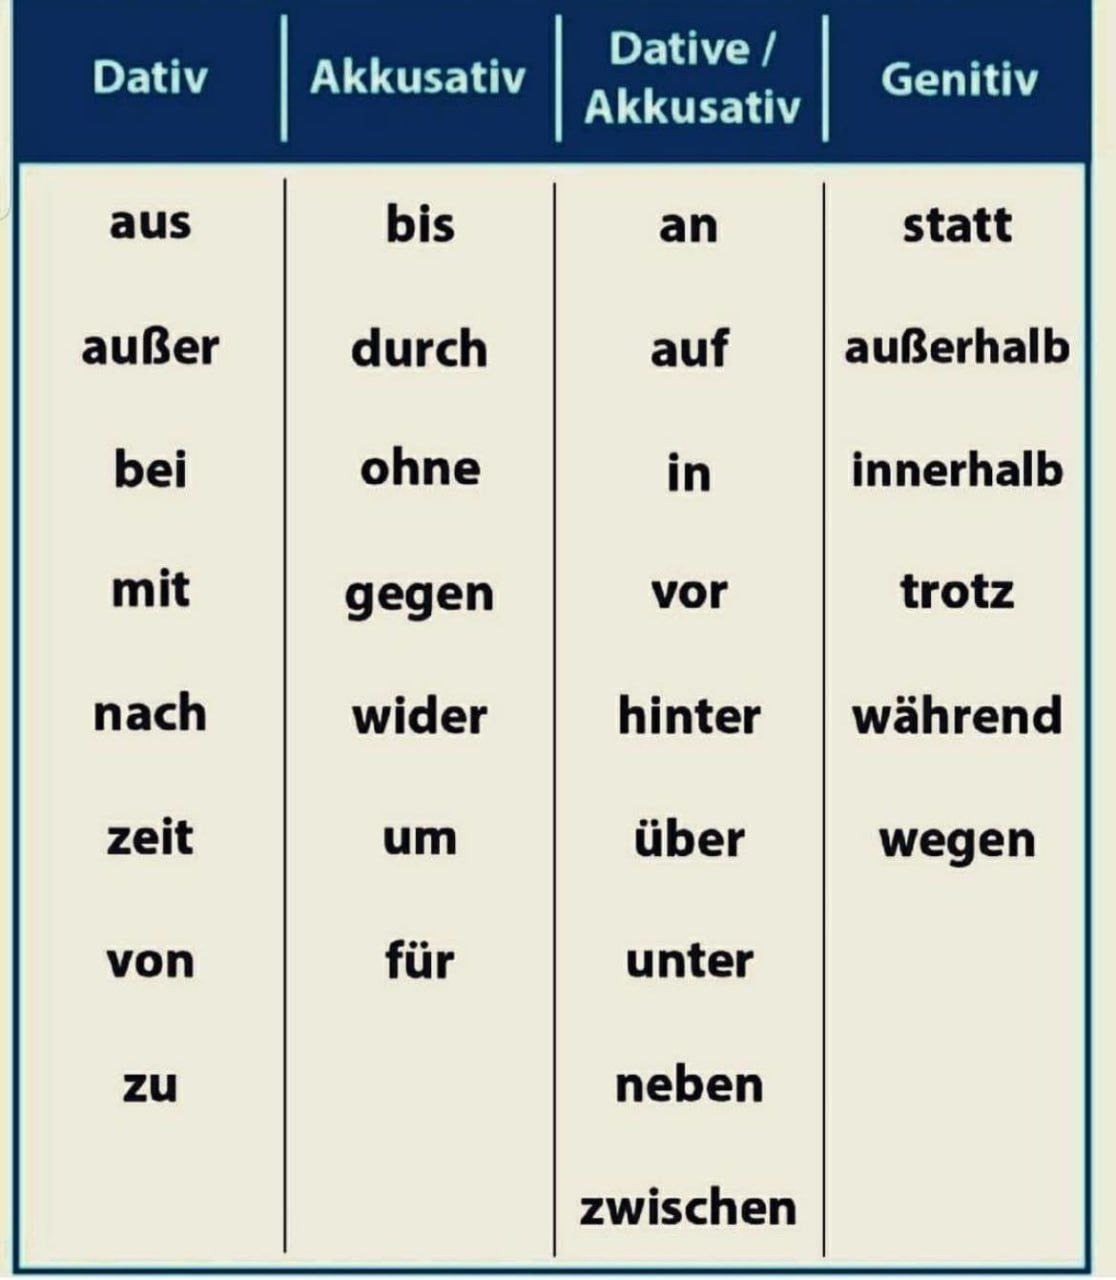 Dativ
Akkusativ
Dative /
Akkusativ
Genitiv
aus
bis
an
statt
außer
durch
auf
außerhalb
bei
ohne
in
innerhalb
mit
gegen
vor
trotz
nach
wider
hinter
während
zeit
um
über
wegen
von
für
unter
zu
neben
zwischen